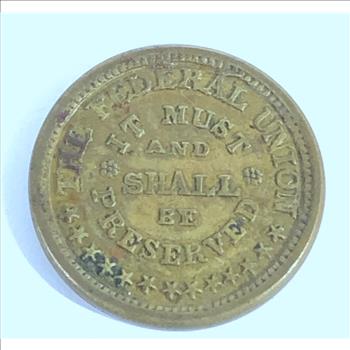 THE FEDERAL UNION
IT MUST
AND
SHALL
BE
PRESERVED